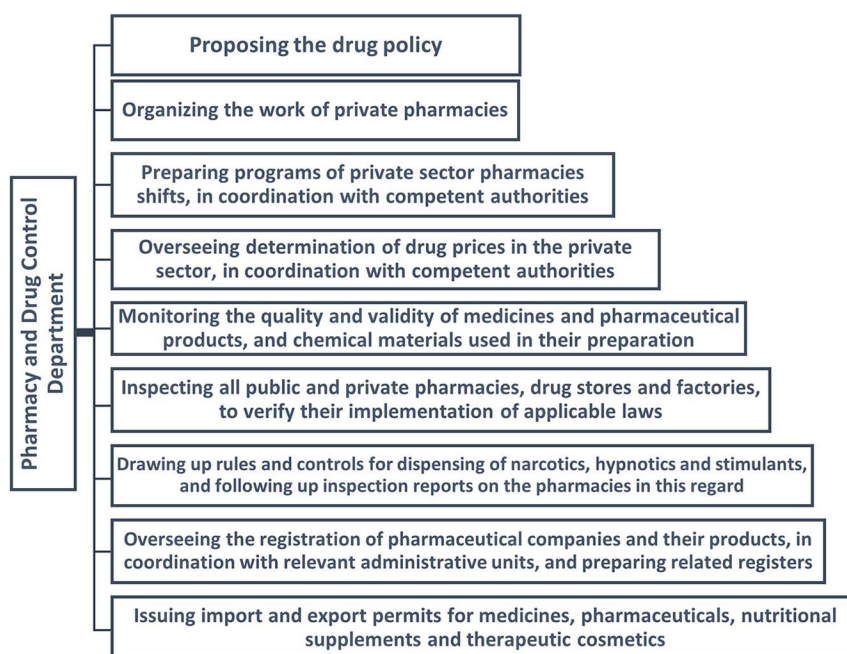 Pharmacy and Drug Control
Department
Proposing the drug policy
Organizing the work of private pharmacies
Preparing programs of private sector pharmacies
shifts, in coordination with competent authorities
Overseeing determination of drug prices in the private
sector, in coordination with competent authorities
Monitoring the quality and validity of medicines and pharmaceutical
products, and chemical materials used in their preparation
Inspecting all public and private pharmacies, drug stores and factories,
to verify their implementation of applicable laws
Drawing up rules and controls for dispensing of narcotics, hypnotics and stimulants,
and following up inspection reports on the pharmacies in this regard
Overseeing the registration of pharmaceutical companies and their products, in
coordination with relevant administrative units, and preparing related registers
Issuing import and export permits for medicines, pharmaceuticals, nutritional
supplements and therapeutic cosmetics